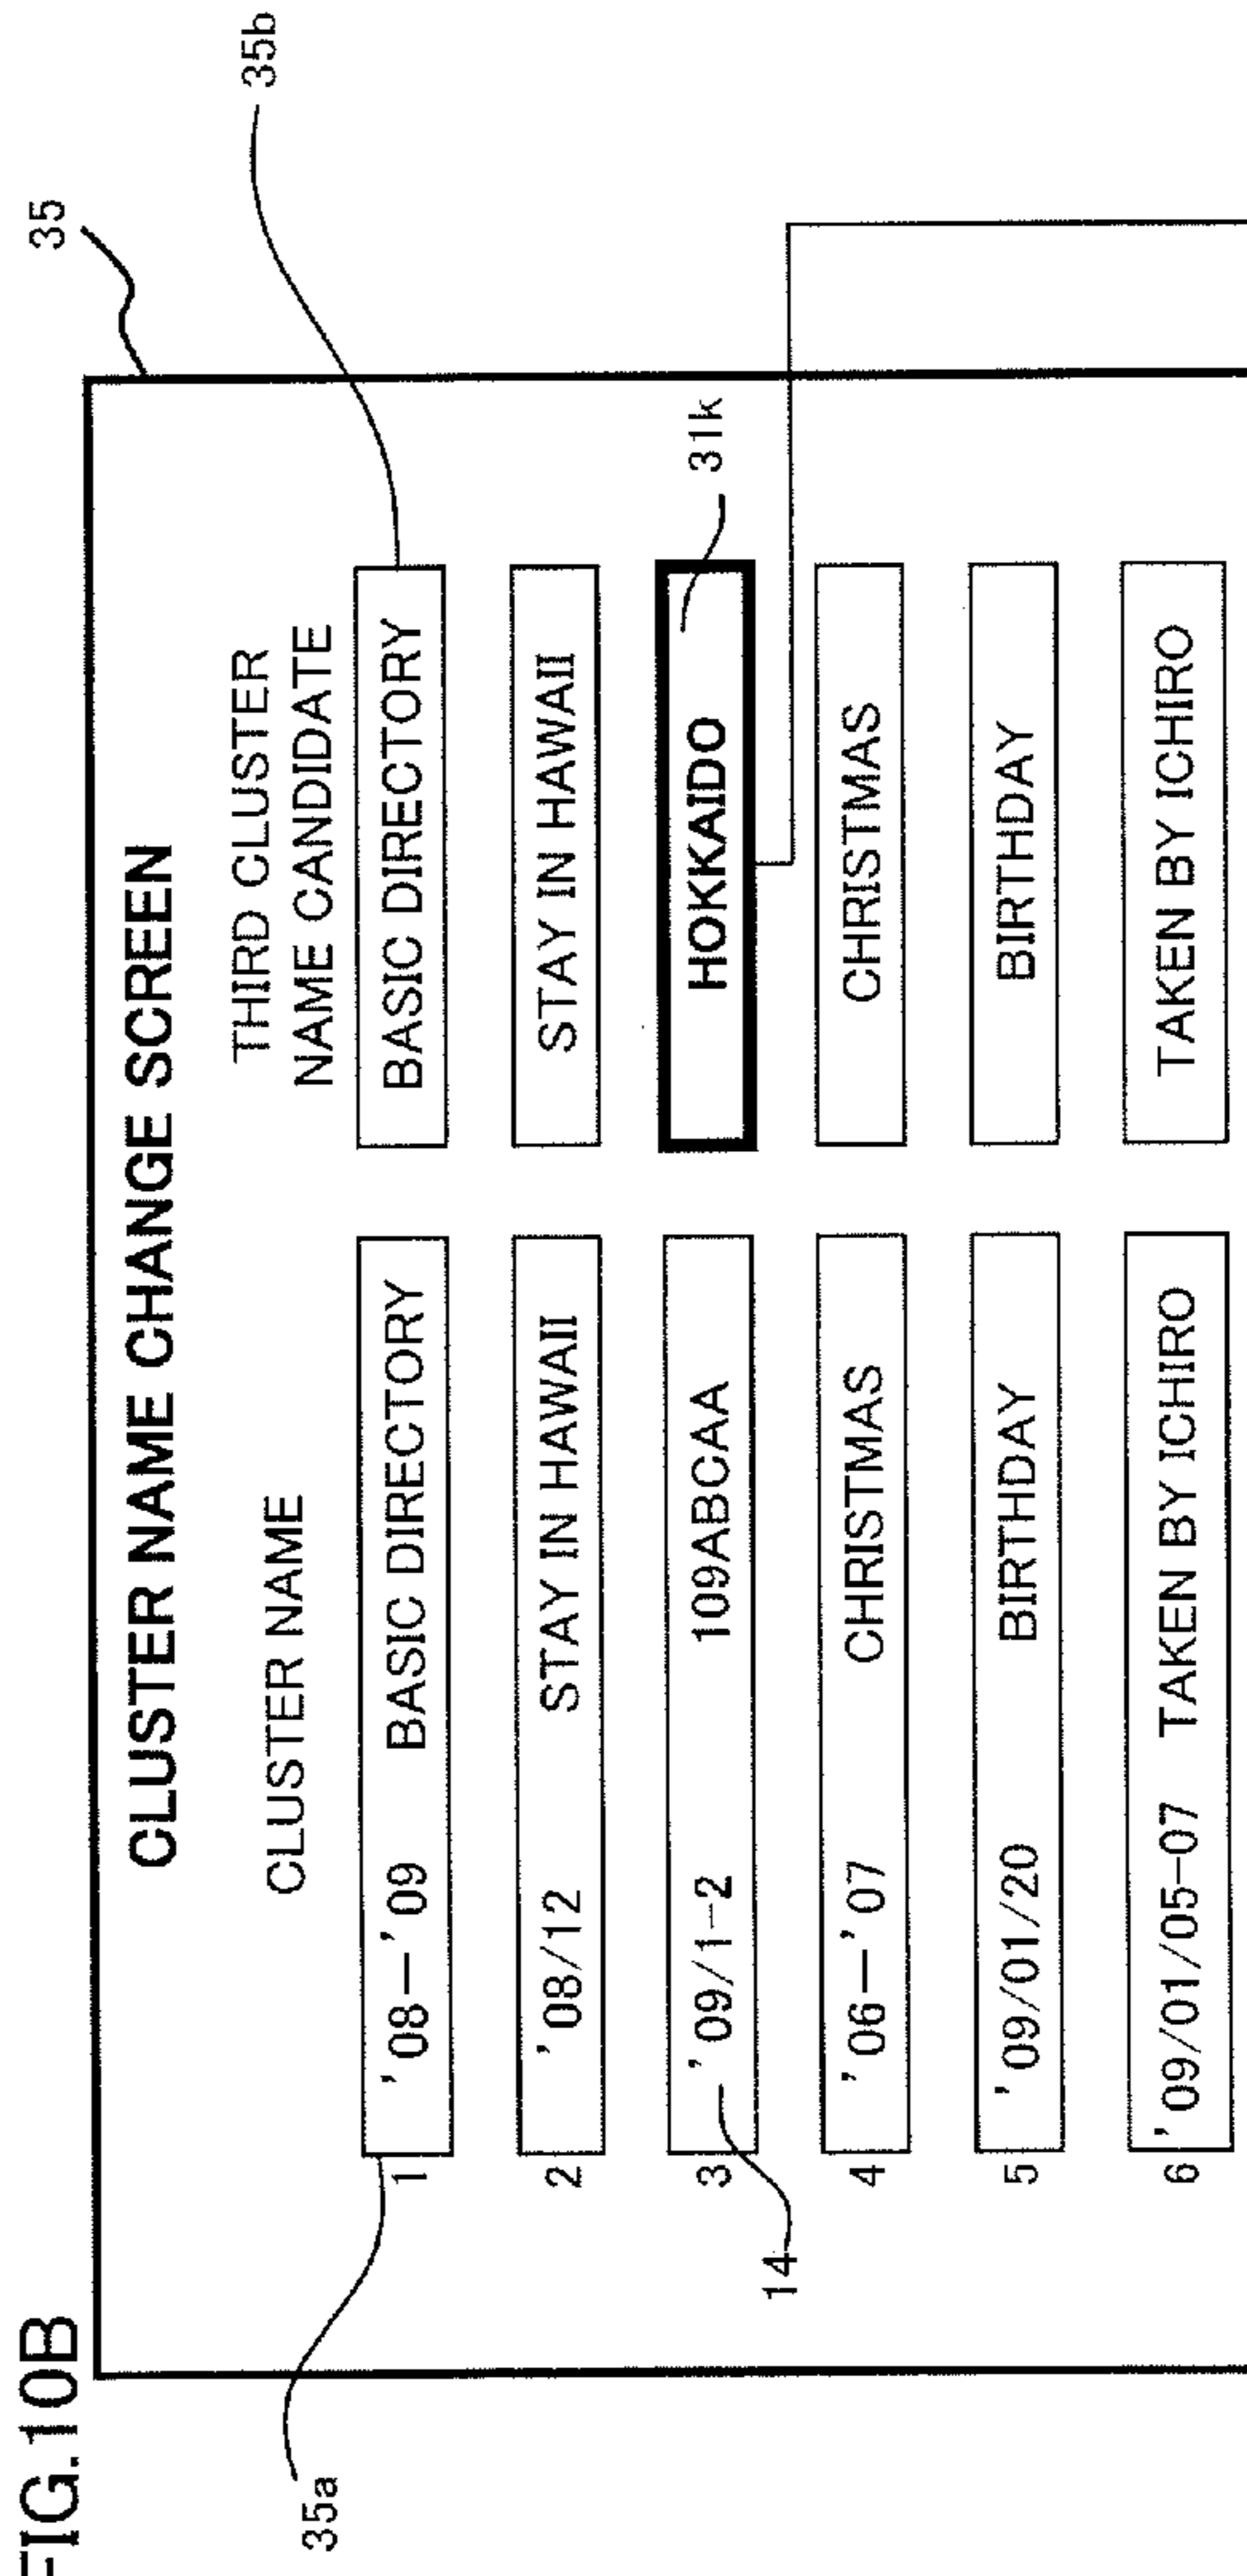 FIG.10B
35
35b
CLUSTER NAME CHANGE SCREEN
CLUSTER NAME
THIRD CLUSTER
NAME CANDIDATE
35a
1 '08—'09 BASIC DIRECTORY BASIC DIRECTORY
2 '08/12 STAY IN HAWAII STAY IN HAWAII
3 '09/1-2 109ABCAA HOKKAIDO
31k
14
4 '06—'07 CHRISTMAS CHRISTMAS
5 '09/01/20 BIRTHDAY BIRTHDAY
6 '09/01/05-07 TAKEN BY ICHIRO TAKEN BY ICHIRO